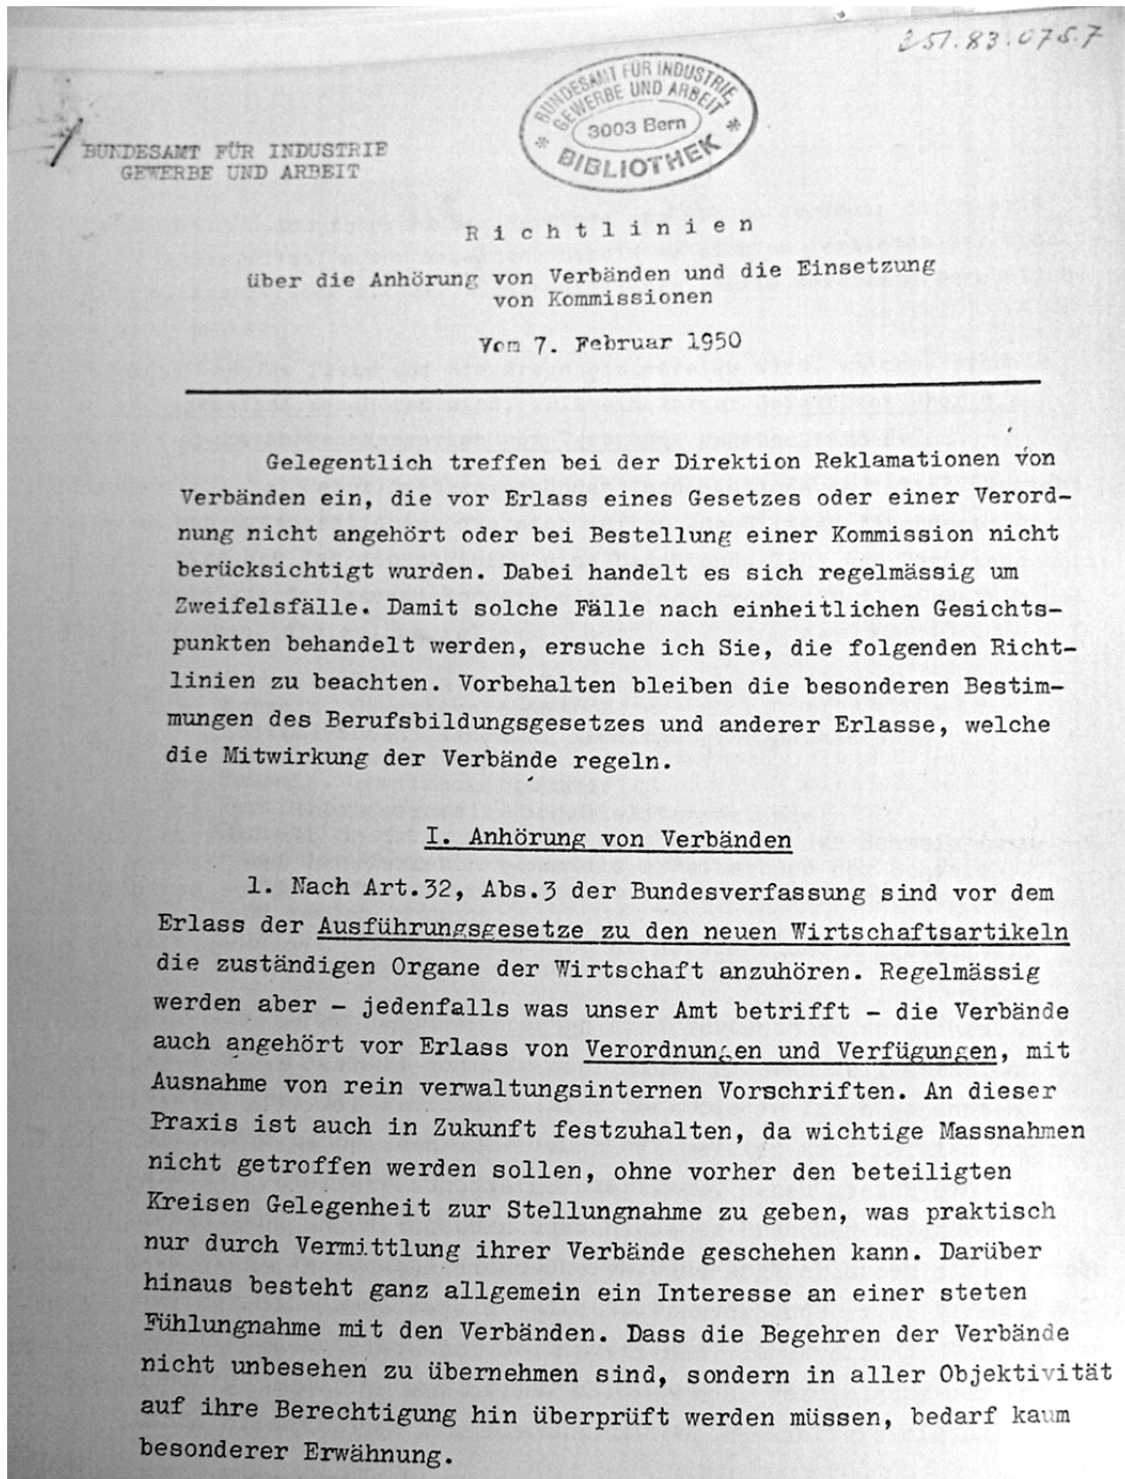 251.83.075.7
BUNDESAMT FÜR INDUSTRIE,
GEWERBE UND ARBEIT
3003 Bern
* BIBLIOTHEK *
BUNDESAMT FÜR INDUSTRIE
GEWERBE UND ARBEIT
Richtlinien
über die Anhörung von Verbänden und die Einsetzung
von Kommissionen
Vom 7. Februar 1950
Gelegentlich treffen bei der Direktion Reklamationen von
Verbänden ein, die vor Erlass eines Gesetzes oder einer Verord-
nung nicht angehört oder bei Bestellung einer Kommission nicht
berücksichtigt wurden. Dabei handelt es sich regelmässig um
Zweifelsfälle. Damit solche Fälle nach einheitlichen Gesichts-
punkten behandelt werden, ersuche ich Sie, die folgenden Richt-
linien zu beachten. Vorbehalten bleiben die besonderen Bestim-
mungen des Berufsbildungsgesetzes und anderer Erlasse, welche
die Mitwirkung der Verbände regeln.
I. Anhörung von Verbänden
1. Nach Art.32, Abs.3 der Bundesverfassung sind vor dem
Erlass der Ausführungsgesetze zu den neuen Wirtschaftsartikeln
die zuständigen Organe der Wirtschaft anzuhören. Regelmässig
werden aber - jedenfalls was unser Amt betrifft - die Verbände
auch angehört vor Erlass von Verordnungen und Verfügungen, mit
Ausnahme von rein verwaltungsinternen Vorschriften. An dieser
Praxis ist auch in Zukunft festzuhalten, da wichtige Massnahmen
nicht getroffen werden sollen, ohne vorher den beteiligten
Kreisen Gelegenheit zur Stellungnahme zu geben, was praktisch
nur durch Vermittlung ihrer Verbände geschehen kann. Darüber
hinaus besteht ganz allgemein ein Interesse an einer steten
Fühlungnahme mit den Verbänden. Dass die Begehren der Verbände
nicht unbesehen zu übernehmen sind, sondern in aller Objektivität
auf ihre Berechtigung hin überprüft werden müssen, bedarf kaum
besonderer Erwähnung.